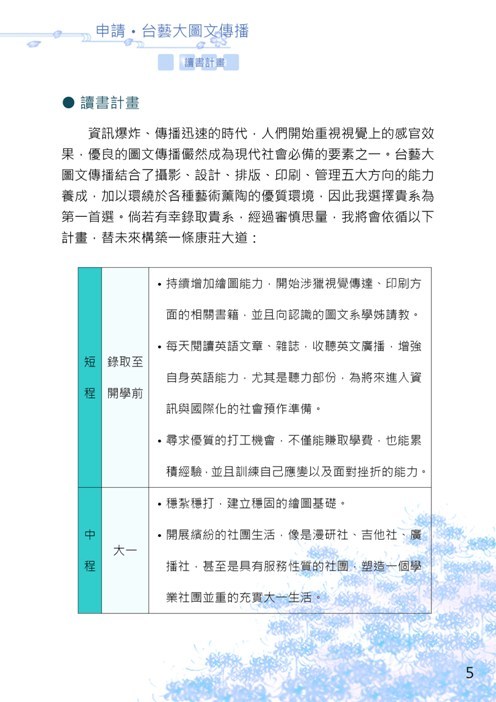 申請•台藝大圖文傳播
讀書計畫
● 讀書計畫
資訊爆炸、傳播迅速的時代，人們開始重視視覺上的感官效
果，優良的圖文傳播儼然成為現代社會必備的要素之一。台藝大
圖文傳播結合了攝影、設計、排版、印刷、管理五大方向的能力
養成，加以環繞於各種藝術薰陶的優質環境，因此我選擇貴系為
第一首選。倘若有幸錄取貴系，經過審慎思量，我將會依循以下
計畫，替未來構築一條康莊大道：
短程
錄取至
開學前
•持續增加繪圖能力，開始涉獵視覺傳達、印刷方
面的相關書籍，並且向認識的圖文系學姊請教。
•每天閱讀英語文章、雜誌，收聽英文廣播，增強
自身英語能力，尤其是聽力部份，為將來進入資
訊與國際化的社會預作準備。
•尋求優質的打工機會，不僅能賺取學費，也能累
積經驗，並且訓練自己應變以及面對挫折的能力。
中程
大一
•穩紮穩打，建立穩固的繪圖基礎。
•開展繽紛的社團生活，像是漫研社、吉他社、廣
播社，甚至是具有服務性質的社團、塑造一個學
業社團並重的充實大一生活。
5